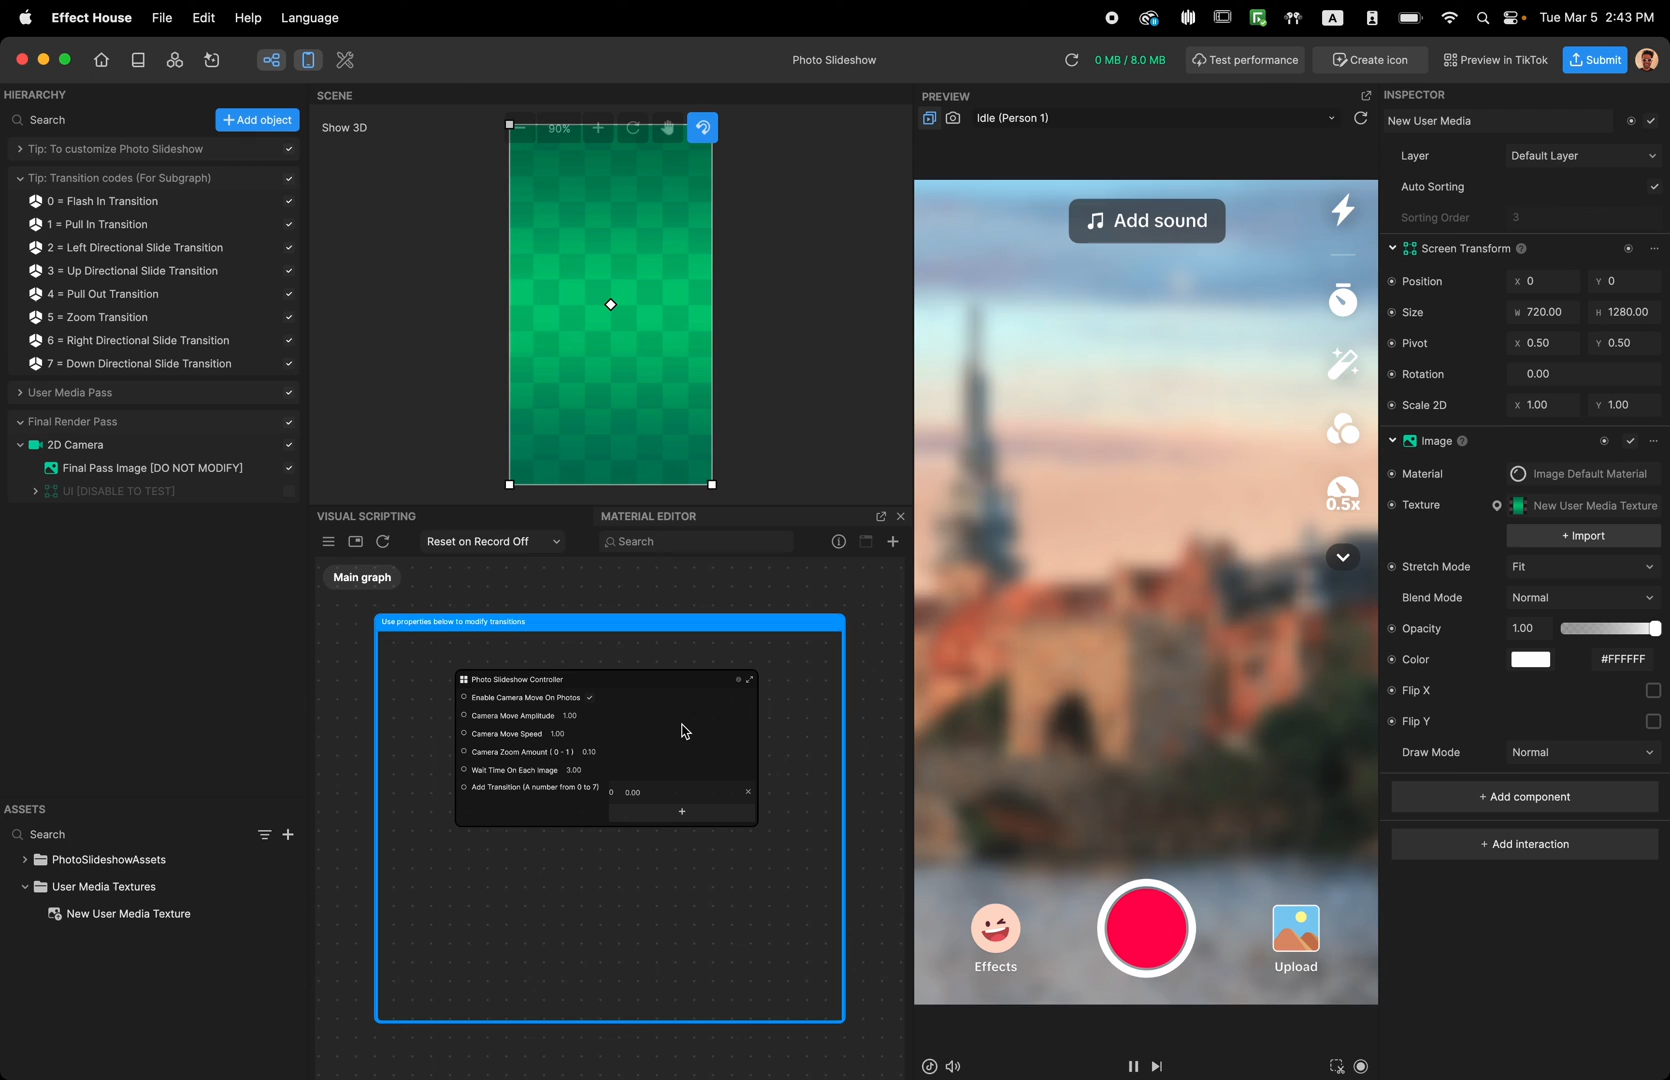 Effect House File Edit Help Language A Tue Mar 5 2:43 PM
Photo Slideshow 0 MB / 8.0 MB Test performance Create icon Preview in TikTok Submit
HIERARCHY
Search + Add object
Tip: To customize Photo Slideshow
Tip: Transition codes (For Subgraph)
0 = Flash In Transition
1 = Pull In Transition
2 = Left Directional Slide Transition
3 = Up Directional Slide Transition
4 = Pull Out Transition
5 = Zoom Transition
6 = Right Directional Slide Transition
7 = Down Directional Slide Transition
User Media Pass
Final Render Pass
2D Camera
Final Pass Image [DO NOT MODIFY]
UI [DISABLE TO TEST]
ASSETS
Search
PhotoSlideshowAssets
User Media Textures
New User Media Texture
SCENE
Show 3D
90%
VISUAL SCRIPTING MATERIAL EDITOR
Reset on Record Off Search
Main graph
Use properties below to modify transitions
Photo Slideshow Controller
Enable Camera Move On Photos
Camera Move Amplitude 1.00
Camera Move Speed 1.00
Camera Zoom Amount ( 0 - 1 ) 0.10
Wait Time On Each Image 3.00
Add Transition (A number from 0 to 7) 0 0.00
PREVIEW
Idle (Person 1)
Add sound
0.5x
Effects
Upload
INSPECTOR
New User Media
Layer Default Layer
Auto Sorting
Sorting Order 3
Screen Transform
Position X 0 Y 0
Size W 720.00 H 1280.00
Pivot X 0.50 Y 0.50
Rotation 0.00
Scale 2D X 1.00 Y 1.00
Image
Material Image Default Material
Texture New User Media Texture
+ Import
Stretch Mode Fit
Blend Mode Normal
Opacity 1.00
Color #FFFFFF
Flip X
Flip Y
Draw Mode Normal
+ Add component
+ Add interaction